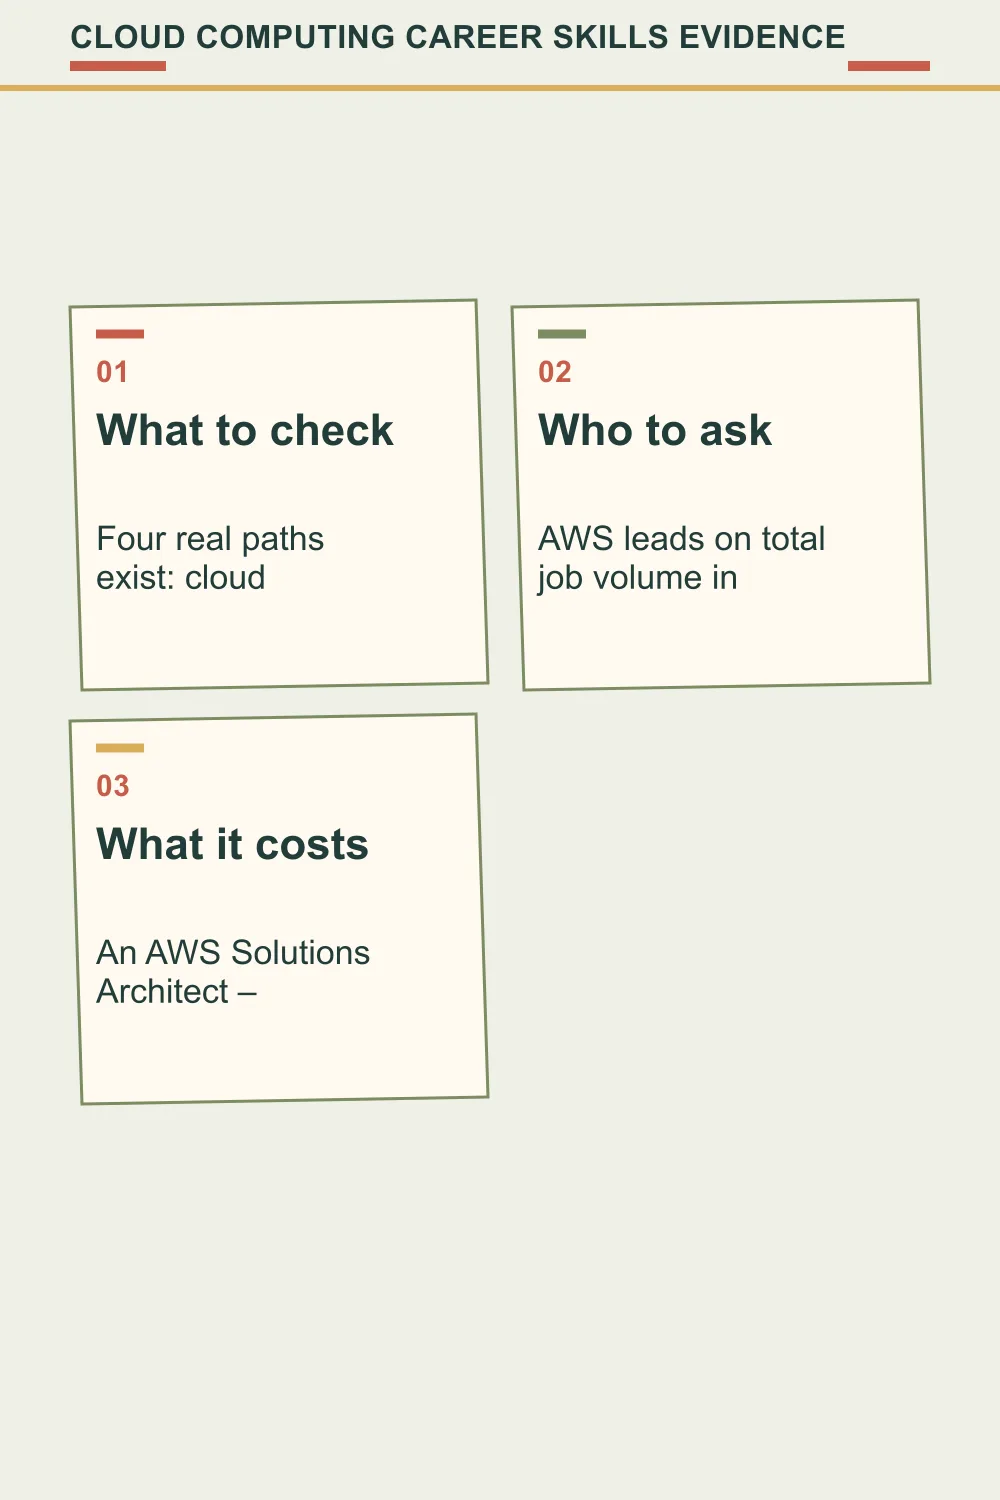 CLOUD COMPUTING CAREER SKILLS EVIDENCE
01
What to check
Four real paths
exist: cloud
02
Who to ask
AWS leads on total
job volume in
03
What it costs
An AWS Solutions
Architect –